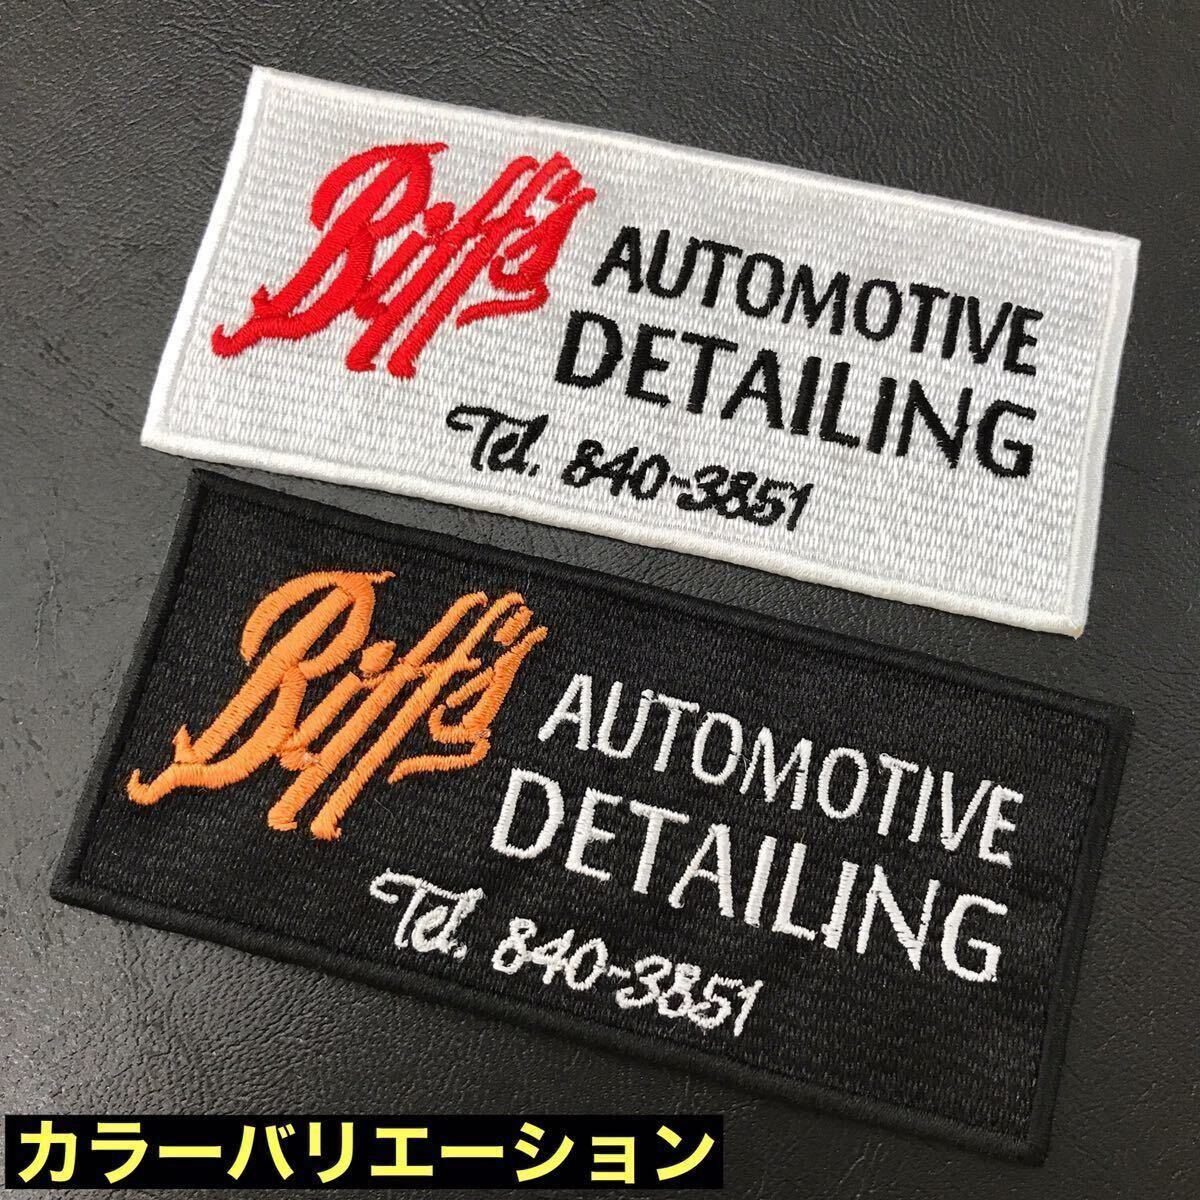 Biff's
AUTOMOTIVE
DETAILING
Tel. 840-3851
Biff's
AUTOMOTIVE
DETAILING
Tel. 840-3851
カラーバリエーション